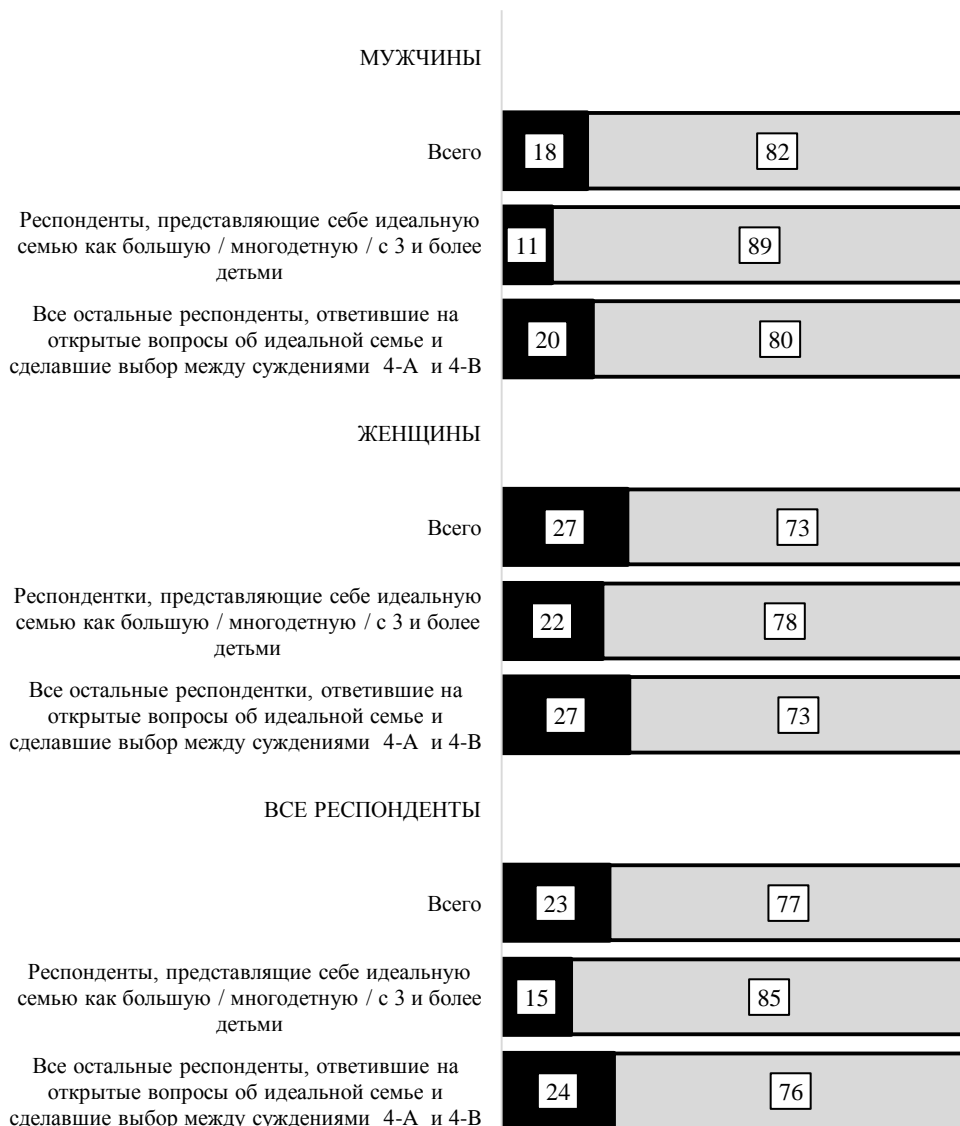 МУЖЧИНЫ
Всего
18
82
Респонденты, представляющие себе идеальную
семью как большую / многодетную / с 3 и более
детьми
11
89
Все остальные респонденты, ответившие на
открытые вопросы об идеальной семье и
сделавшие выбор между суждениями 4-А и 4-В
20
80
ЖЕНЩИНЫ
Всего
27
73
Респондентки, представляющие себе идеальную
семью как большую / многодетную / с 3 и более
детьми
22
78
Все остальные респондентки, ответившие на
открытые вопросы об идеальной семье и
сделавшие выбор между суждениями 4-А и 4-В
27
73
ВСЕ РЕСПОНДЕНТЫ
Всего
23
77
Респонденты, представлящие себе идеальную
семью как большую / многодетную / с 3 и более
детьми
15
85
Все остальные респонденты, ответившие на
открытые вопросы об идеальной семье и
сделавшие выбор между суждениями 4-А и 4-В
24
76